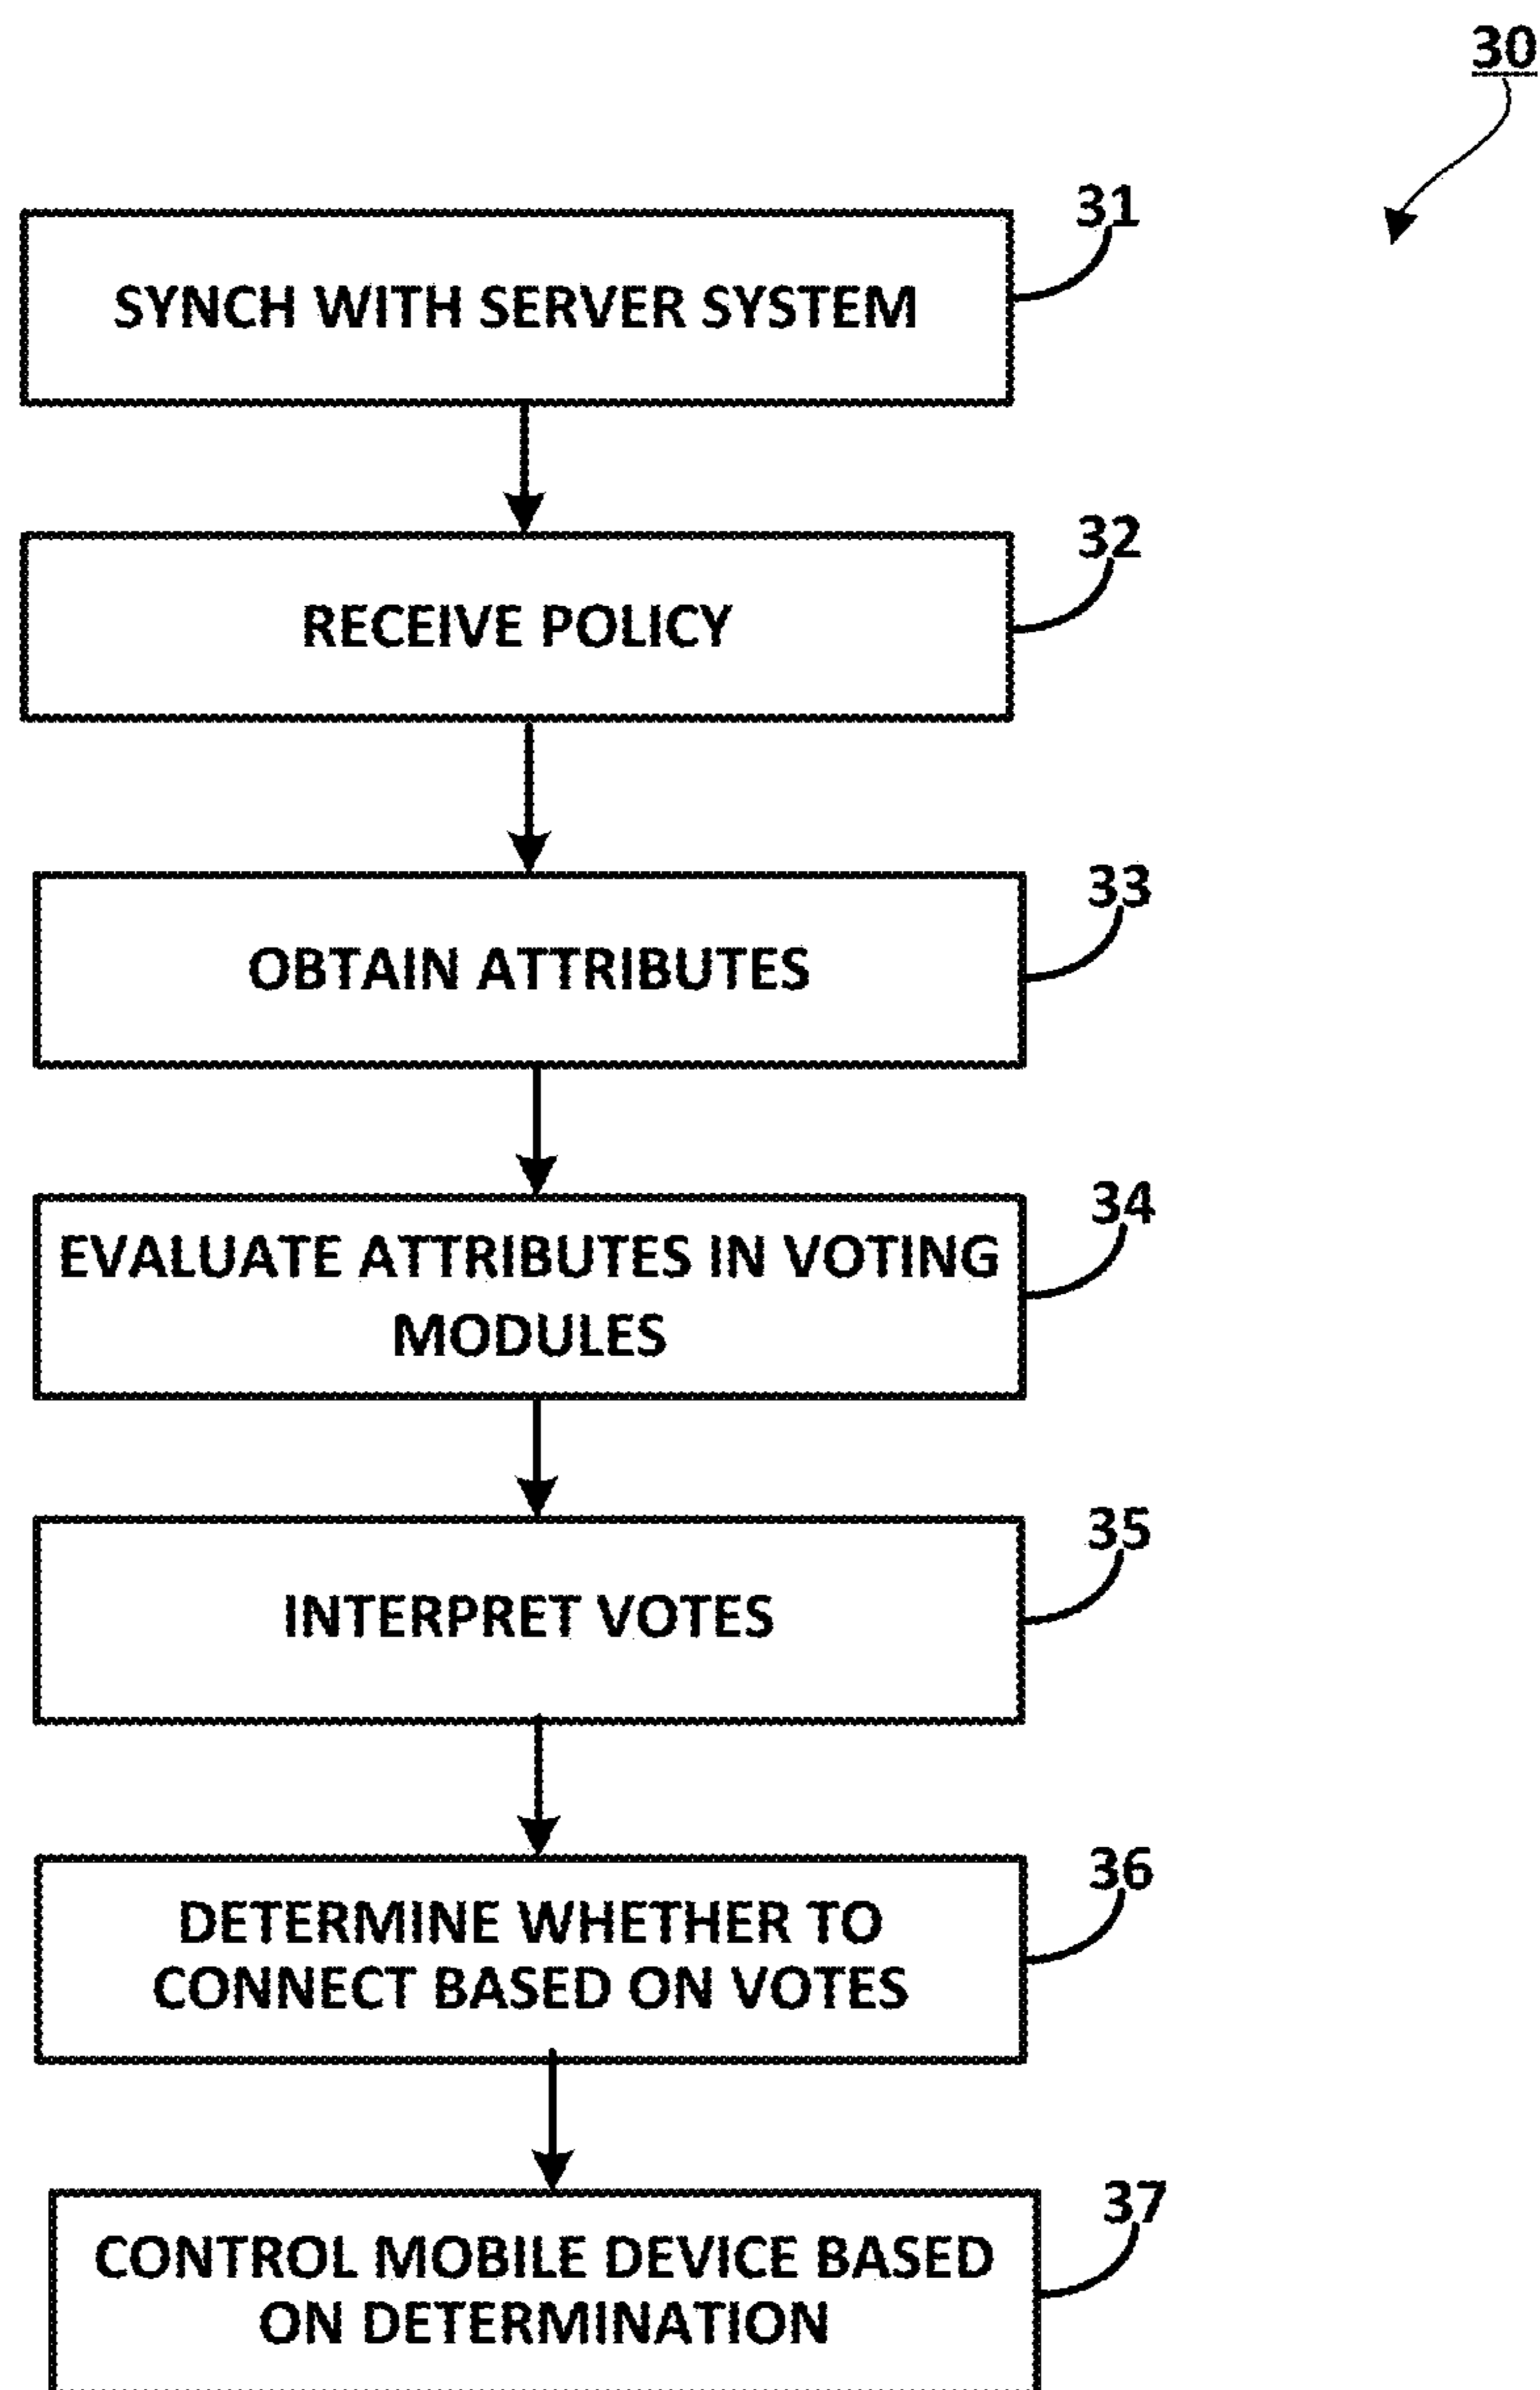 30
31
SYNCH WITH SERVER SYSTEM
32
RECEIVE POLICY
33
OBTAIN ATTRIBUTES
34
EVALUATE ATTRIBUTES IN VOTING
MODULES
35
INTERPRET VOTES
36
DETERMINE WHETHER TO
CONNECT BASED ON VOTES
37
CONTROL MOBILE DEVICE BASED
ON DETERMINATION